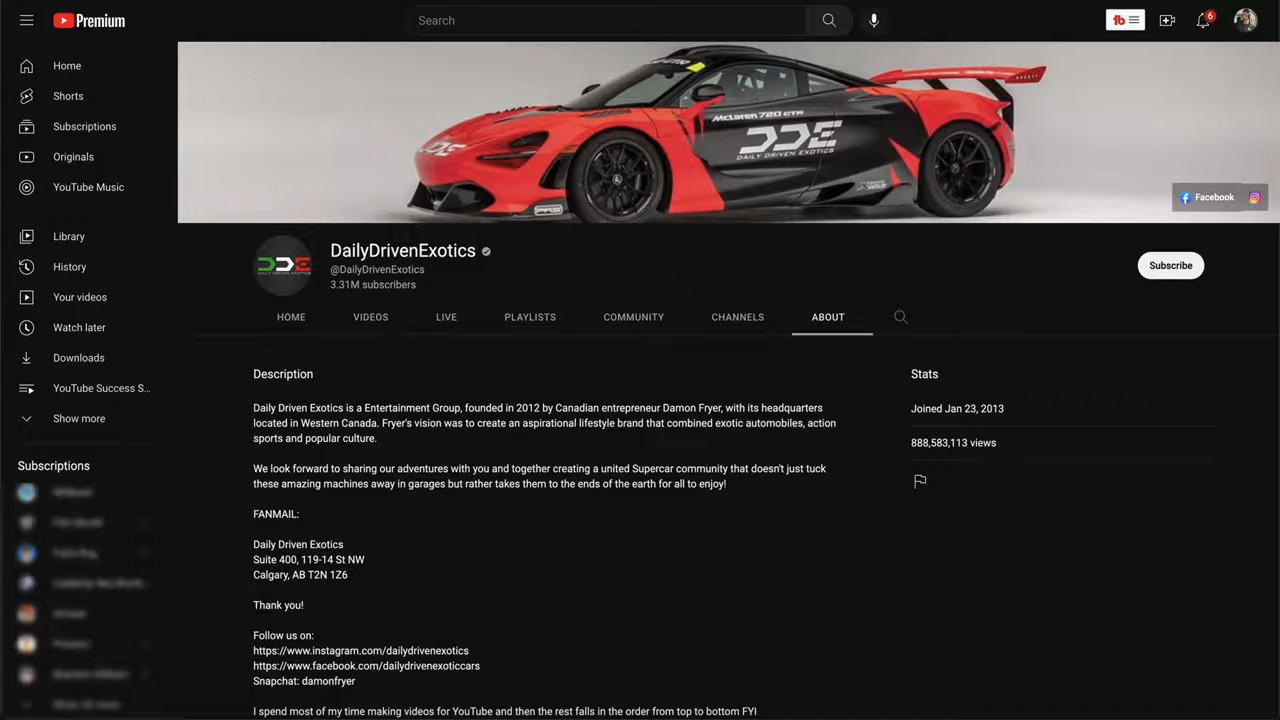 Premium
Search
6
Home
Shorts
Subscriptions
Originals
YouTube Music
Library
History
Your videos
Watch later
Downloads
YouTube Success S...
Show more
Subscriptions
McLaren 720 GTR
DDE
DAILY DRIVEN EXOTICS
Facebook
DDE
DAILY DRIVEN EXOTICS
DailyDrivenExotics
@DailyDrivenExotics
3.31M subscribers
Subscribe
HOME VIDEOS LIVE PLAYLISTS COMMUNITY CHANNELS ABOUT
Description
Daily Driven Exotics is a Entertainment Group, founded in 2012 by Canadian entrepreneur Damon Fryer, with its headquarters
located in Western Canada. Fryer's vision was to create an aspirational lifestyle brand that combined exotic automobiles, action
sports and popular culture.
We look forward to sharing our adventures with you and together creating a united Supercar community that doesn't just tuck
these amazing machines away in garages but rather takes them to the ends of the earth for all to enjoy!
FANMAIL:
Daily Driven Exotics
Suite 400, 119-14 St NW
Calgary, AB T2N 1Z6
Thank you!
Follow us on:
https://www.instagram.com/dailydrivenexotics
https://www.facebook.com/dailydrivenexoticcars
Snapchat: damonfryer
I spend most of my time making videos for YouTube and then the rest falls in the order from top to bottom FYI
Stats
Joined Jan 23, 2013
888,583,113 views